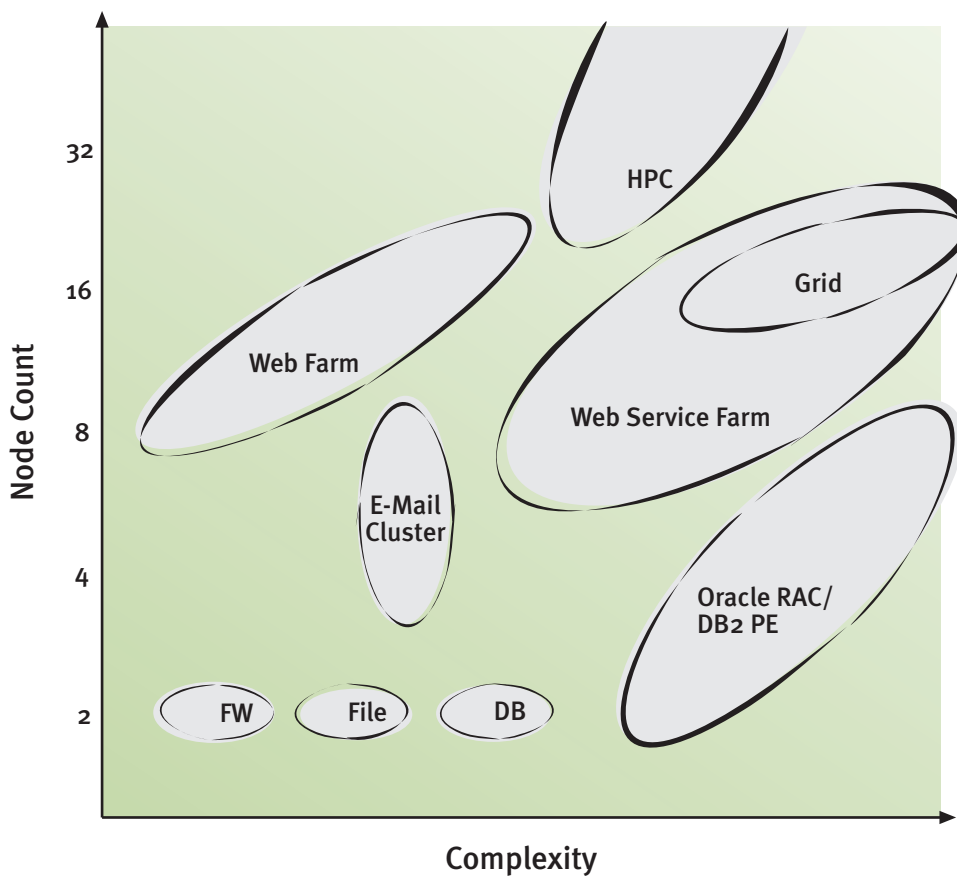 32
HPC
Grid
16
Web Farm
Web Service Farm
8
Node Count
E-Mail
Cluster
4
Oracle RAC/
DB2 PE
FW
File
DB
2
Complexity